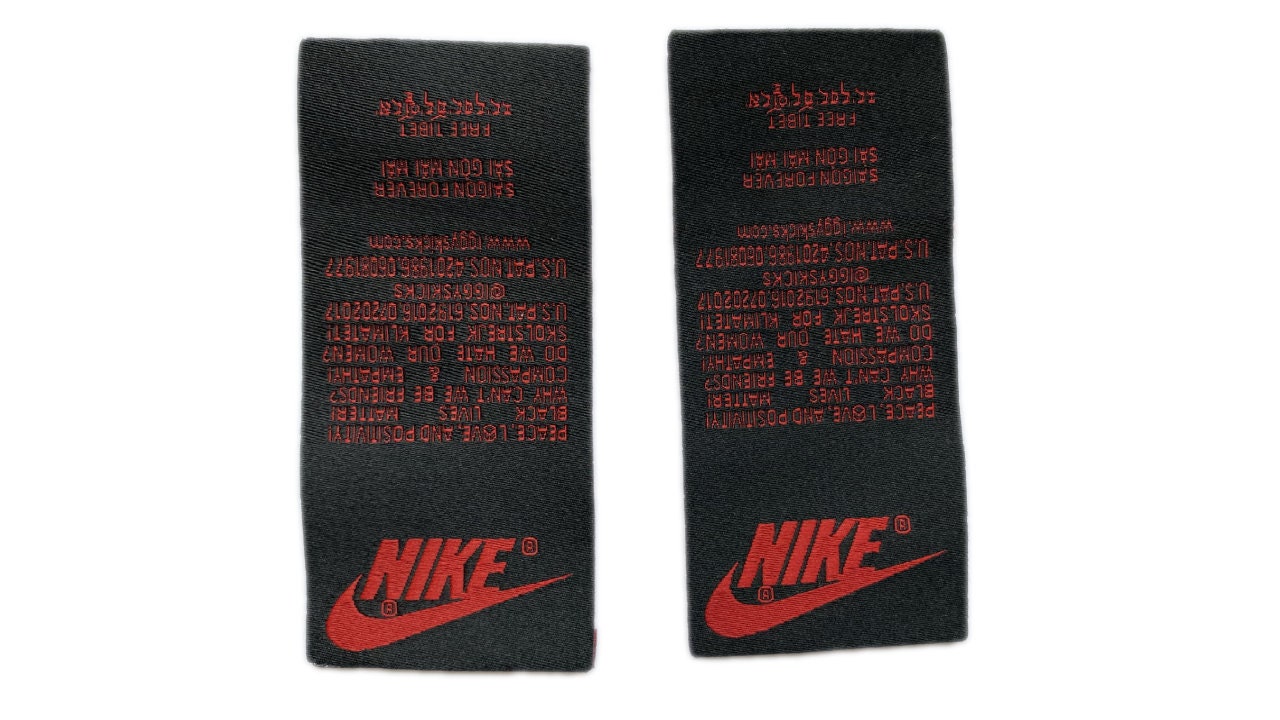 PEACE, LOVE, AND POSITIVITY!
BLACK LIVES MATTER!
WHY CAN'T WE BE FRIENDS?
COMPASSION & EMPATHY!
DO WE HATE OUR WOMEN?
SKOLSTREJK FOR KLIMATET!
U.S.PAT.NOS 6192016,07202017
@IGGYSKICKS
U.S.PAT.NOS.4201986,06081977
www.iggyskicks.com
SAIGON FOREVER
SÀI GÒN MÃI MÃI
FREE TIBET
NIKE ®
®
PEACE, LOVE, AND POSITIVITY!
BLACK LIVES MATTER!
WHY CAN'T WE BE FRIENDS?
COMPASSION & EMPATHY!
DO WE HATE OUR WOMEN?
SKOLSTREJK FOR KLIMATET!
U.S.PAT.NOS 6192016,07202017
@IGGYSKICKS
U.S.PAT.NOS.4201986,06081977
www.iggyskicks.com
SAIGON FOREVER
SÀI GÒN MÃI MÃI
FREE TIBET
NIKE ®
®